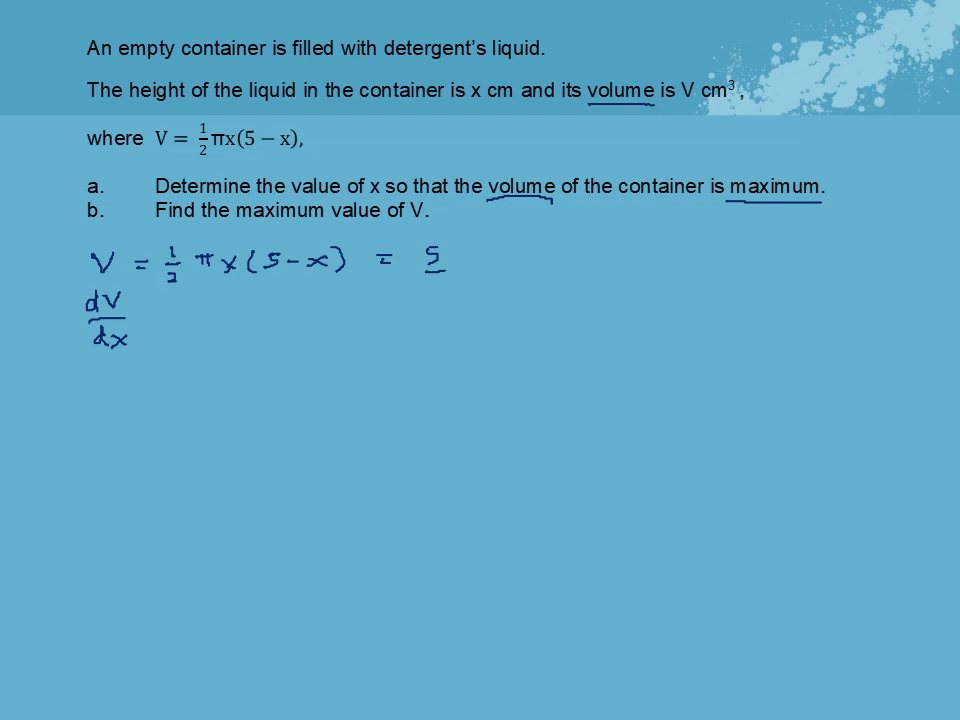 An empty container is filled with detergent’s liquid.
The height of the liquid in the container is x cm and its volume is V cm³ ,
where V = 1/2 πx(5 − x),
a. Determine the value of x so that the volume of the container is maximum.
b. Find the maximum value of V.
V = 1/2 π x (5 − x) = 5
dV
dx